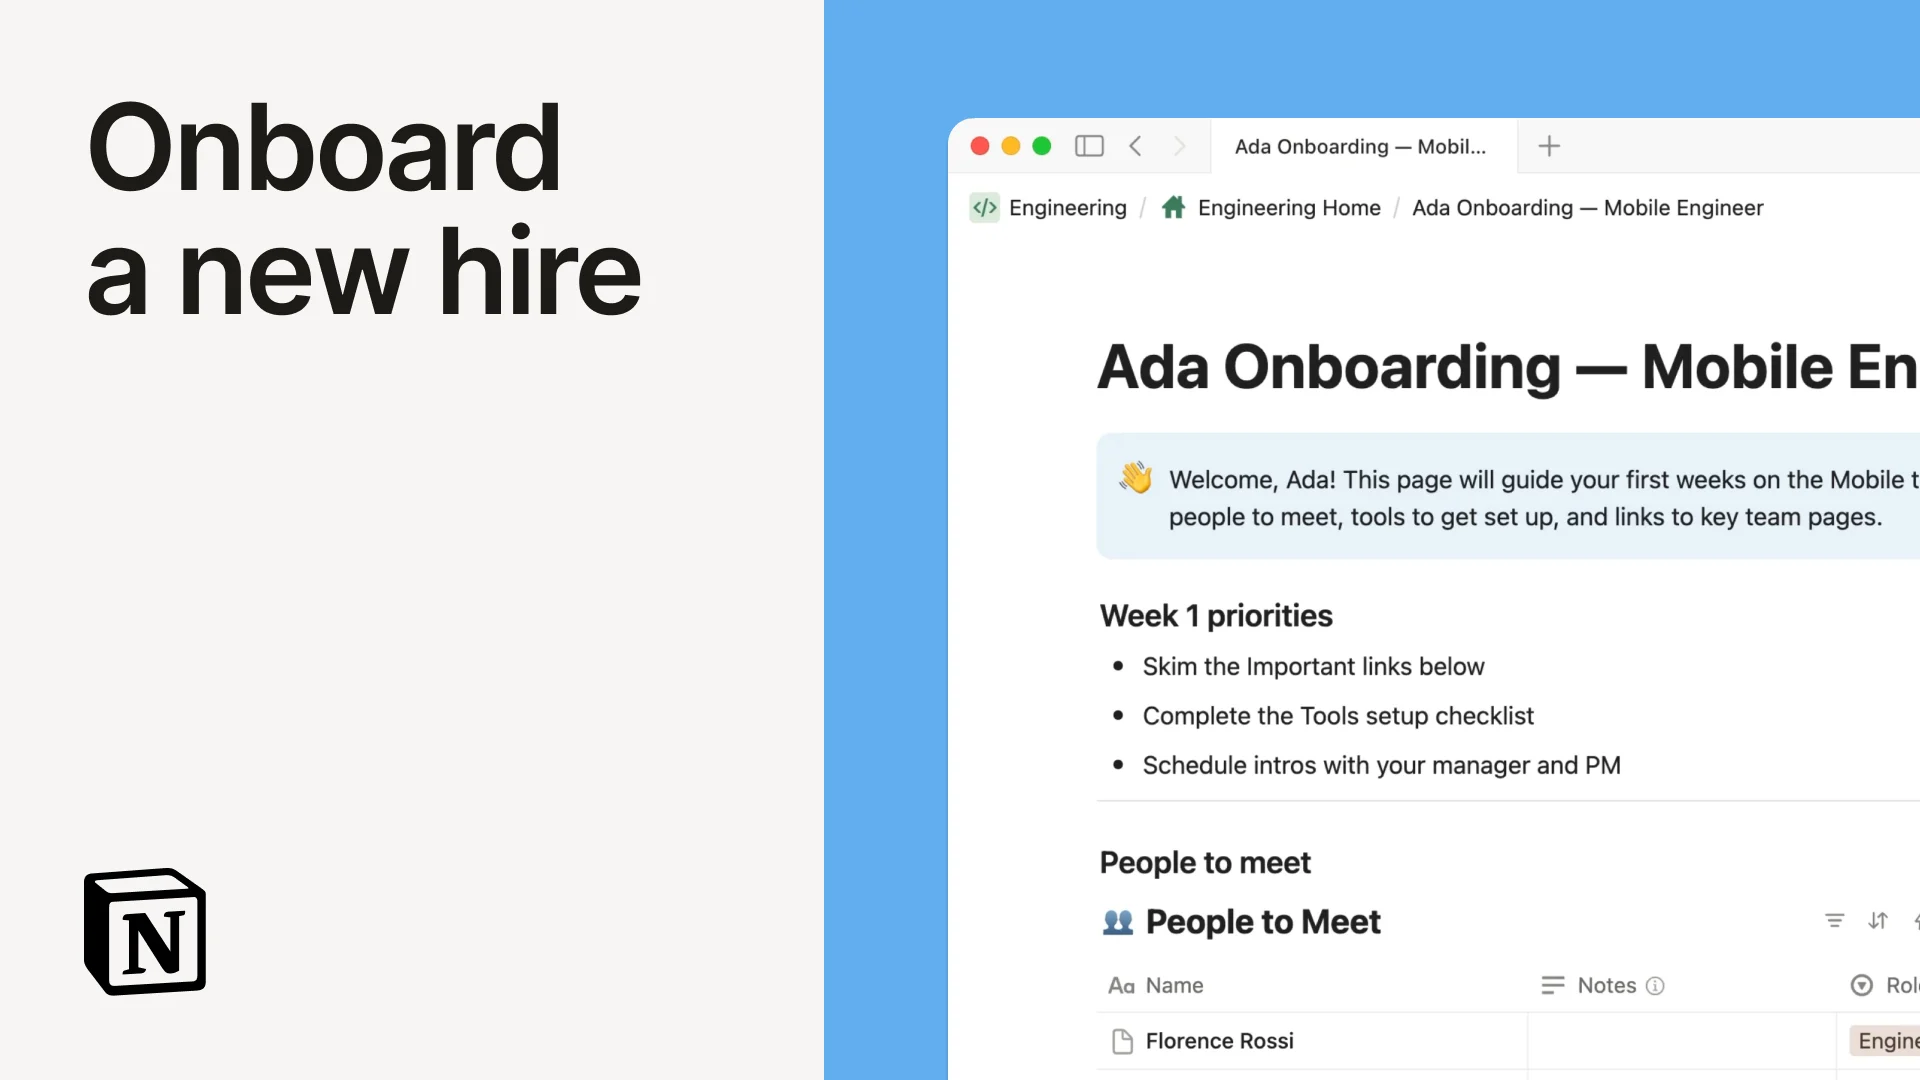 Onboard
a new hire
N
Ada Onboarding — Mobil...
</> Engineering / Engineering Home / Ada Onboarding — Mobile Engineer
Ada Onboarding — Mobile En
Welcome, Ada! This page will guide your first weeks on the Mobile t
people to meet, tools to get set up, and links to key team pages.
Week 1 priorities
• Skim the Important links below
• Complete the Tools setup checklist
• Schedule intros with your manager and PM
People to meet
People to Meet
Aa Name Notes Role
Florence Rossi Engine